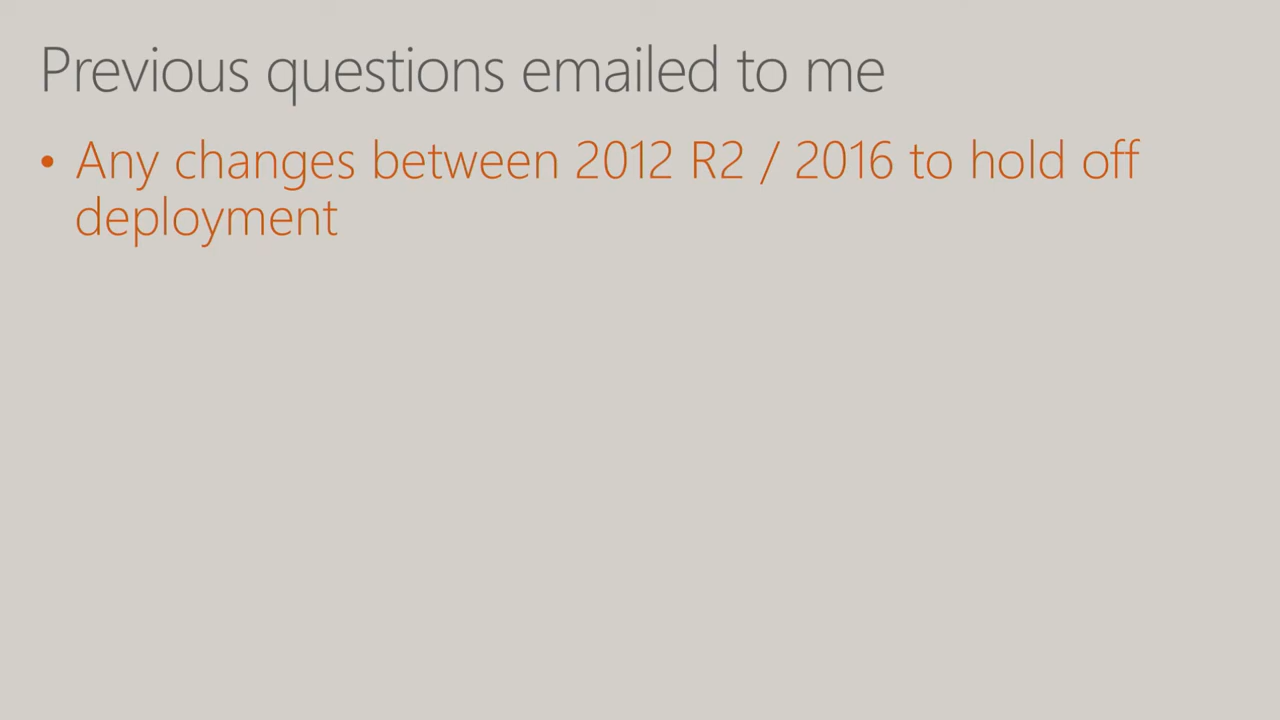 Previous questions emailed to me
• Any changes between 2012 R2 / 2016 to hold off
deployment